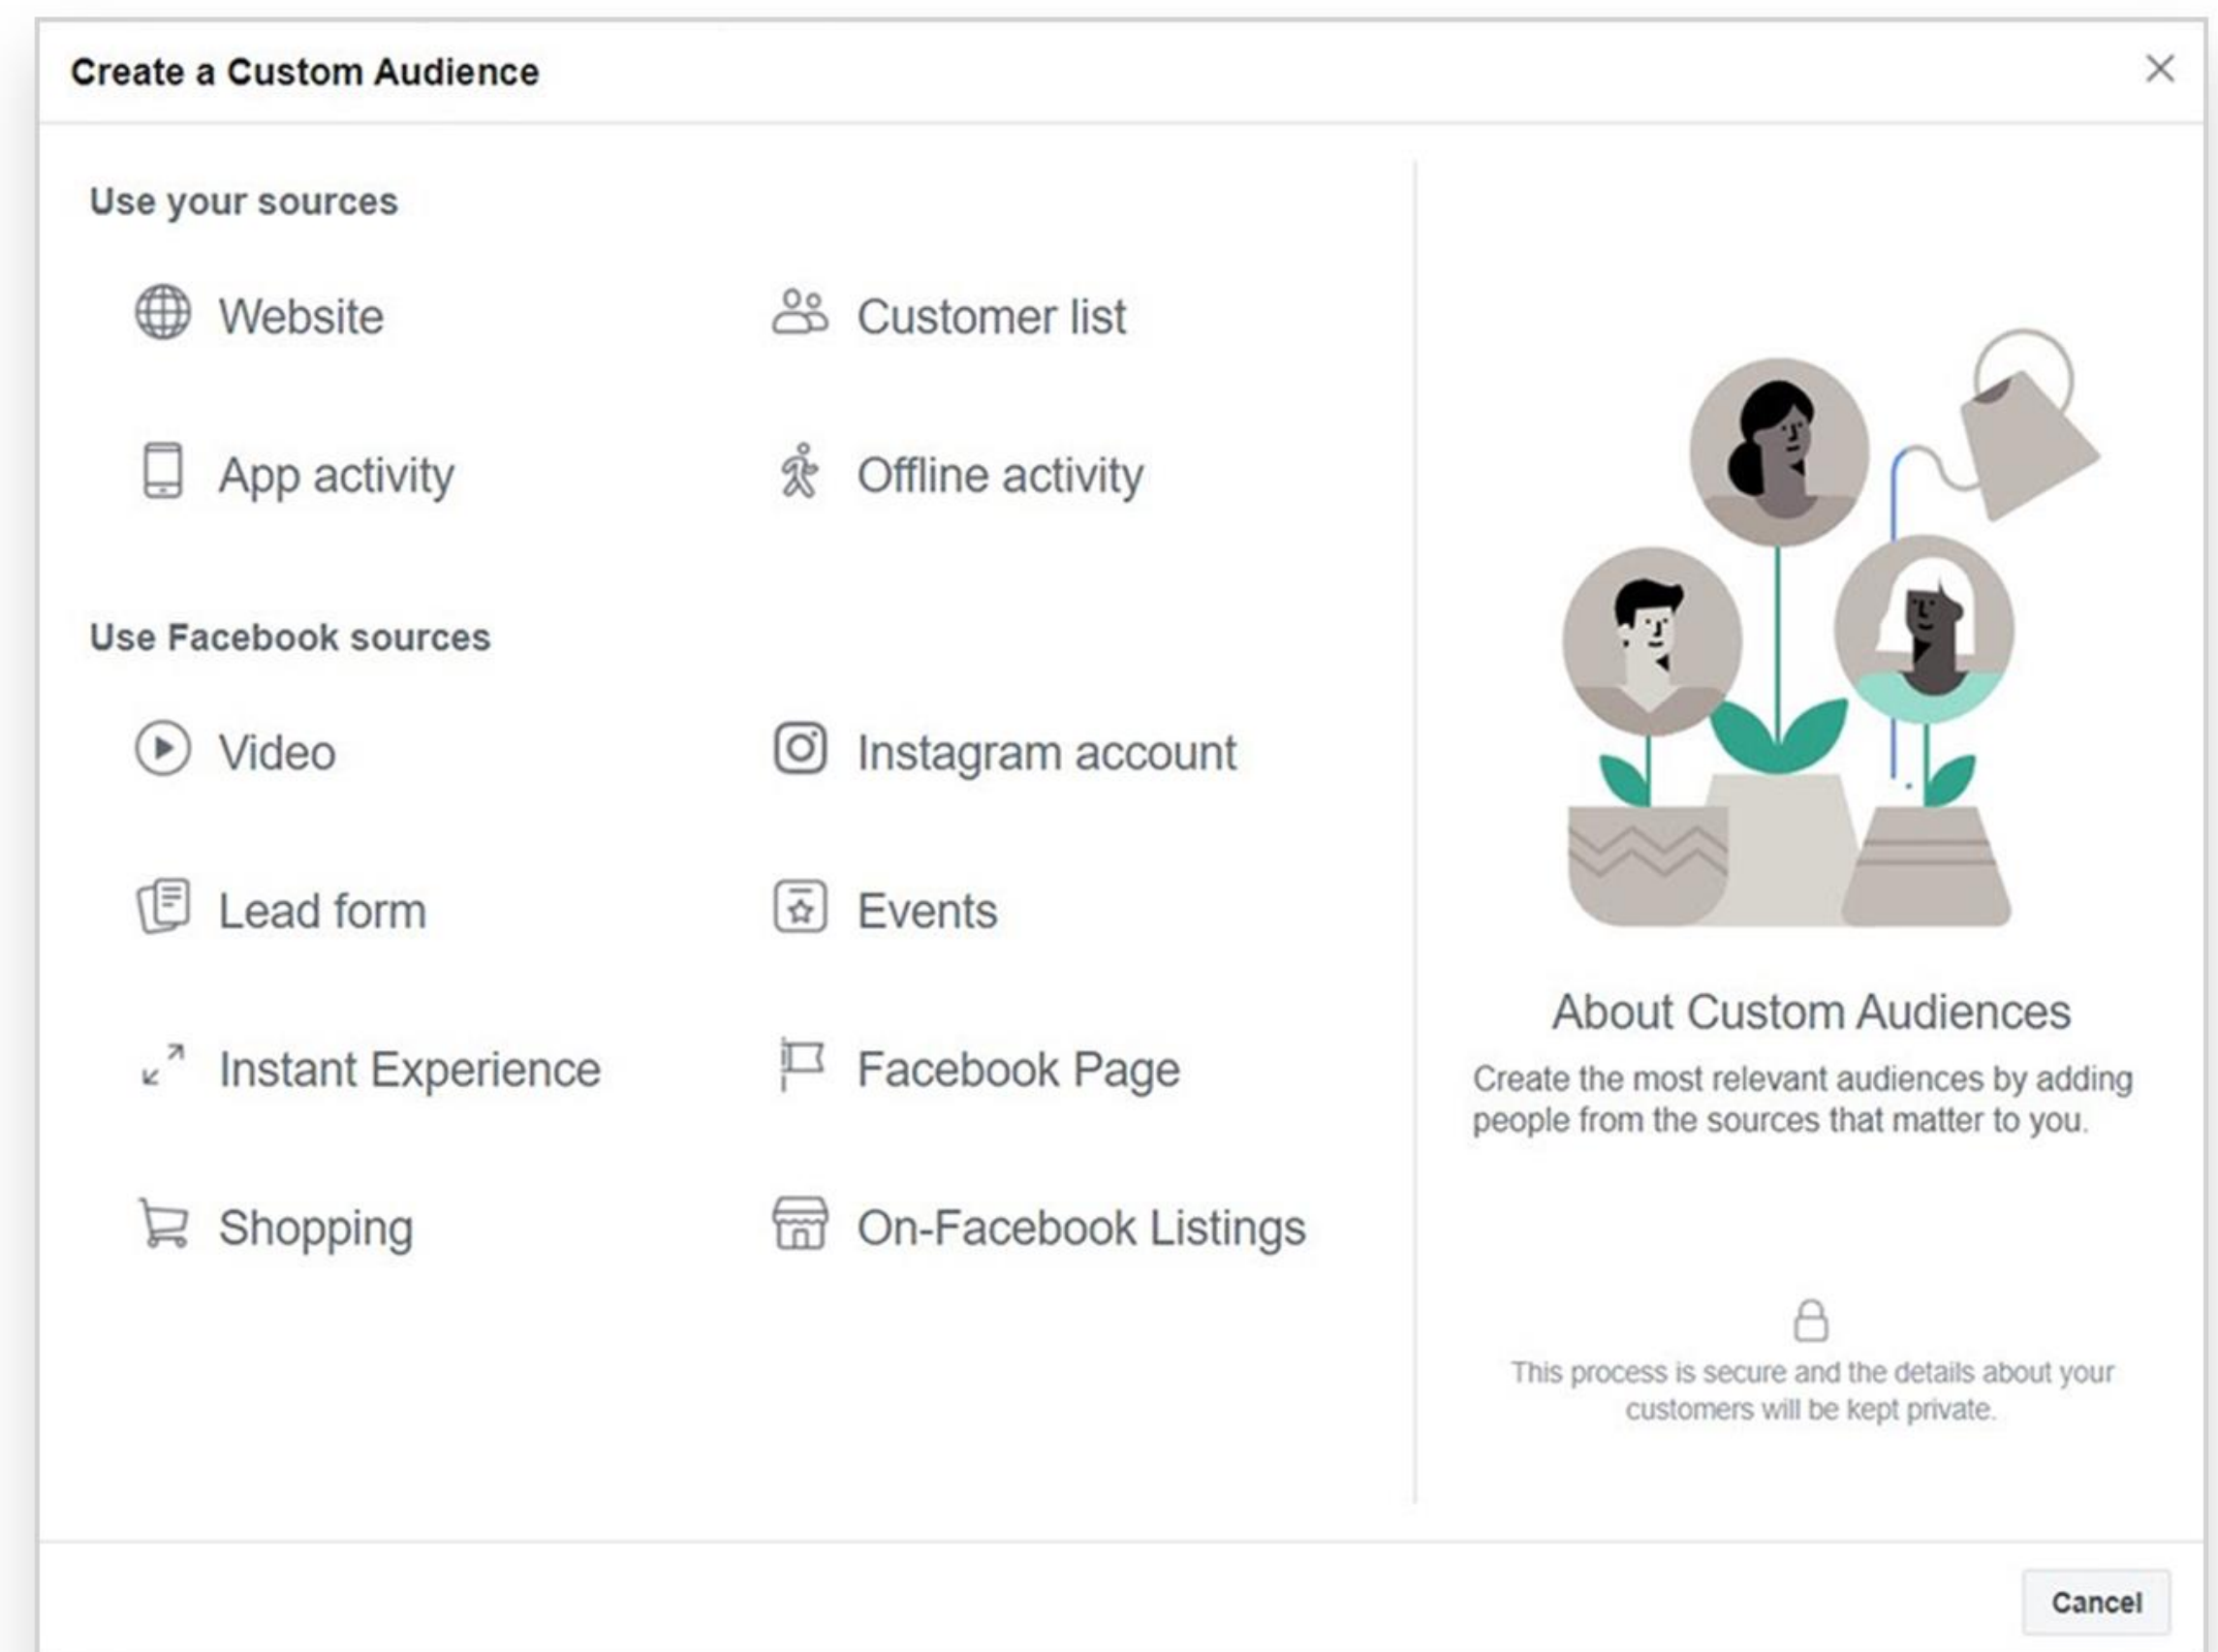 Create a Custom Audience
Use your sources
Website
Customer list
App activity
Offline activity
Use Facebook sources
Video
Instagram account
Lead form
Events
Instant Experience
Facebook Page
Shopping
On-Facebook Listings
About Custom Audiences
Create the most relevant audiences by adding
people from the sources that matter to you.
This process is secure and the details about your
customers will be kept private.
Cancel